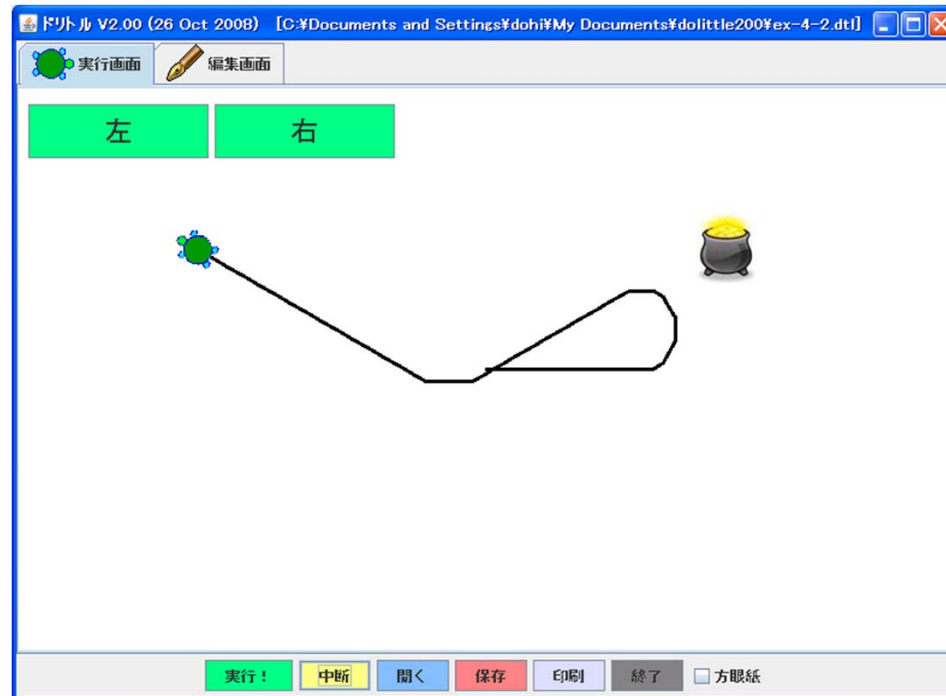 ドリトル V2.00 (26 Oct 2008) [C:¥Documents and Settings¥dohi¥My Documents¥dolittle200¥ex-4-2.dtl]
実行画面 編集画面
左 右
実行！ 中断 開く 保存 印刷 終了 方眼紙